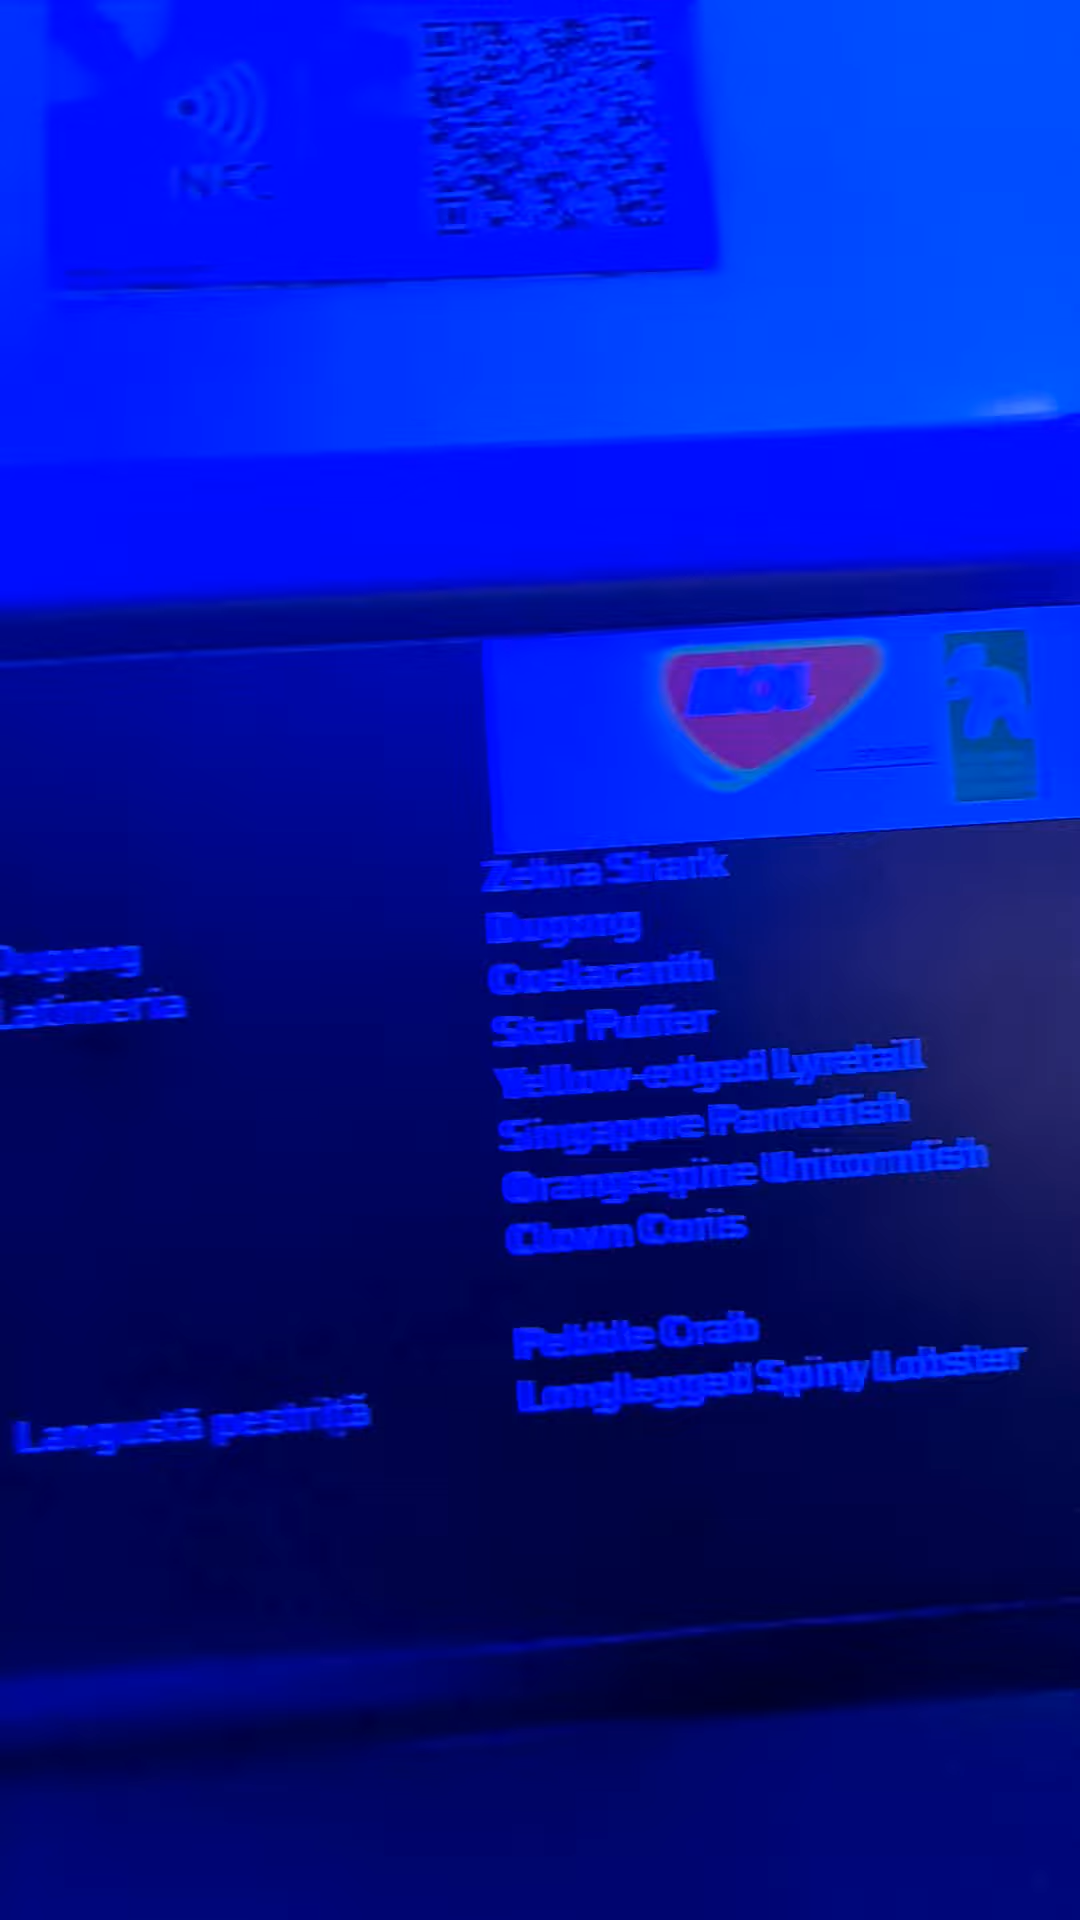 NFC
MOL
Zebra Shark
Dugong
Coelacanth
Star Puffer
Yellow-edged Lyretail
Singapore Parrotfish
Orangespine Unicornfish
Clown Coris
Pebble Crab
Longlegged Spiny Lobster
Dugong
Latimeria
Langustă pestriță